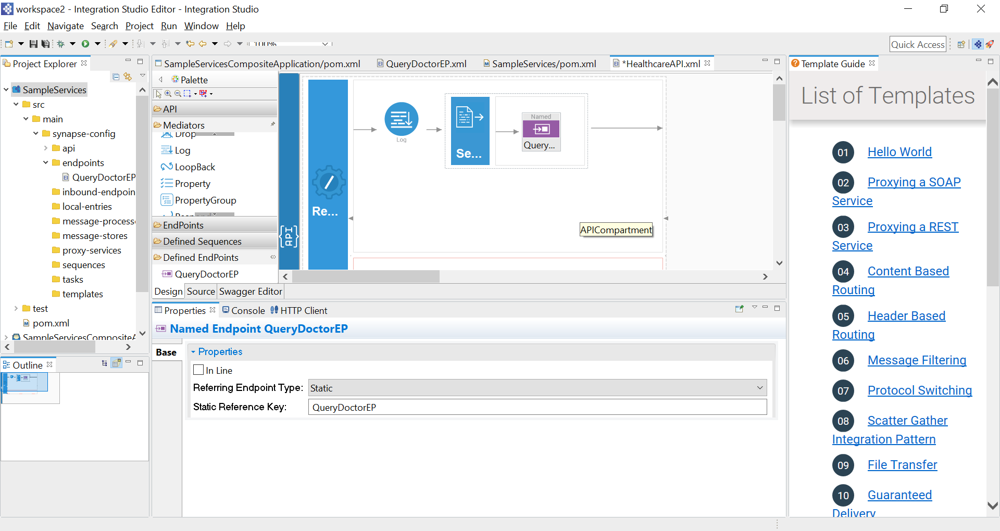 workspace2 - Integration Studio Editor - Integration Studio
File Edit Navigate Search Project Run Window Help
100%
Quick Access
Project Explorer
SampleServices
src
main
synapse-config
api
endpoints
QueryDoctorEP
inbound-endpoin
local-entries
message-process
message-stores
proxy-services
sequences
tasks
templates
test
pom.xml
SampleServicesCompositeA
Outline
SampleServicesCompositeApplication/pom.xml
QueryDoctorEP.xml
SampleServices/pom.xml
*HealthcareAPI.xml
Palette
API
Mediators
Drop
Log
LoopBack
Property
PropertyGroup
EndPoints
Defined Sequences
Defined EndPoints
QueryDoctorEP
{API}
Re...
Log
Se...
Named
Query...
APICompartment
Design Source Swagger Editor
Properties Console HTTP Client
Named Endpoint QueryDoctorEP
Base
Properties
In Line
Referring Endpoint Type: Static
Static Reference Key: QueryDoctorEP
Template Guide
List of Templates
01 Hello World
02 Proxying a SOAP
Service
03 Proxying a REST
Service
04 Content Based
Routing
05 Header Based
Routing
06 Message Filtering
07 Protocol Switching
08 Scatter Gather
Integration Pattern
09 File Transfer
10 Guaranteed
Delivery